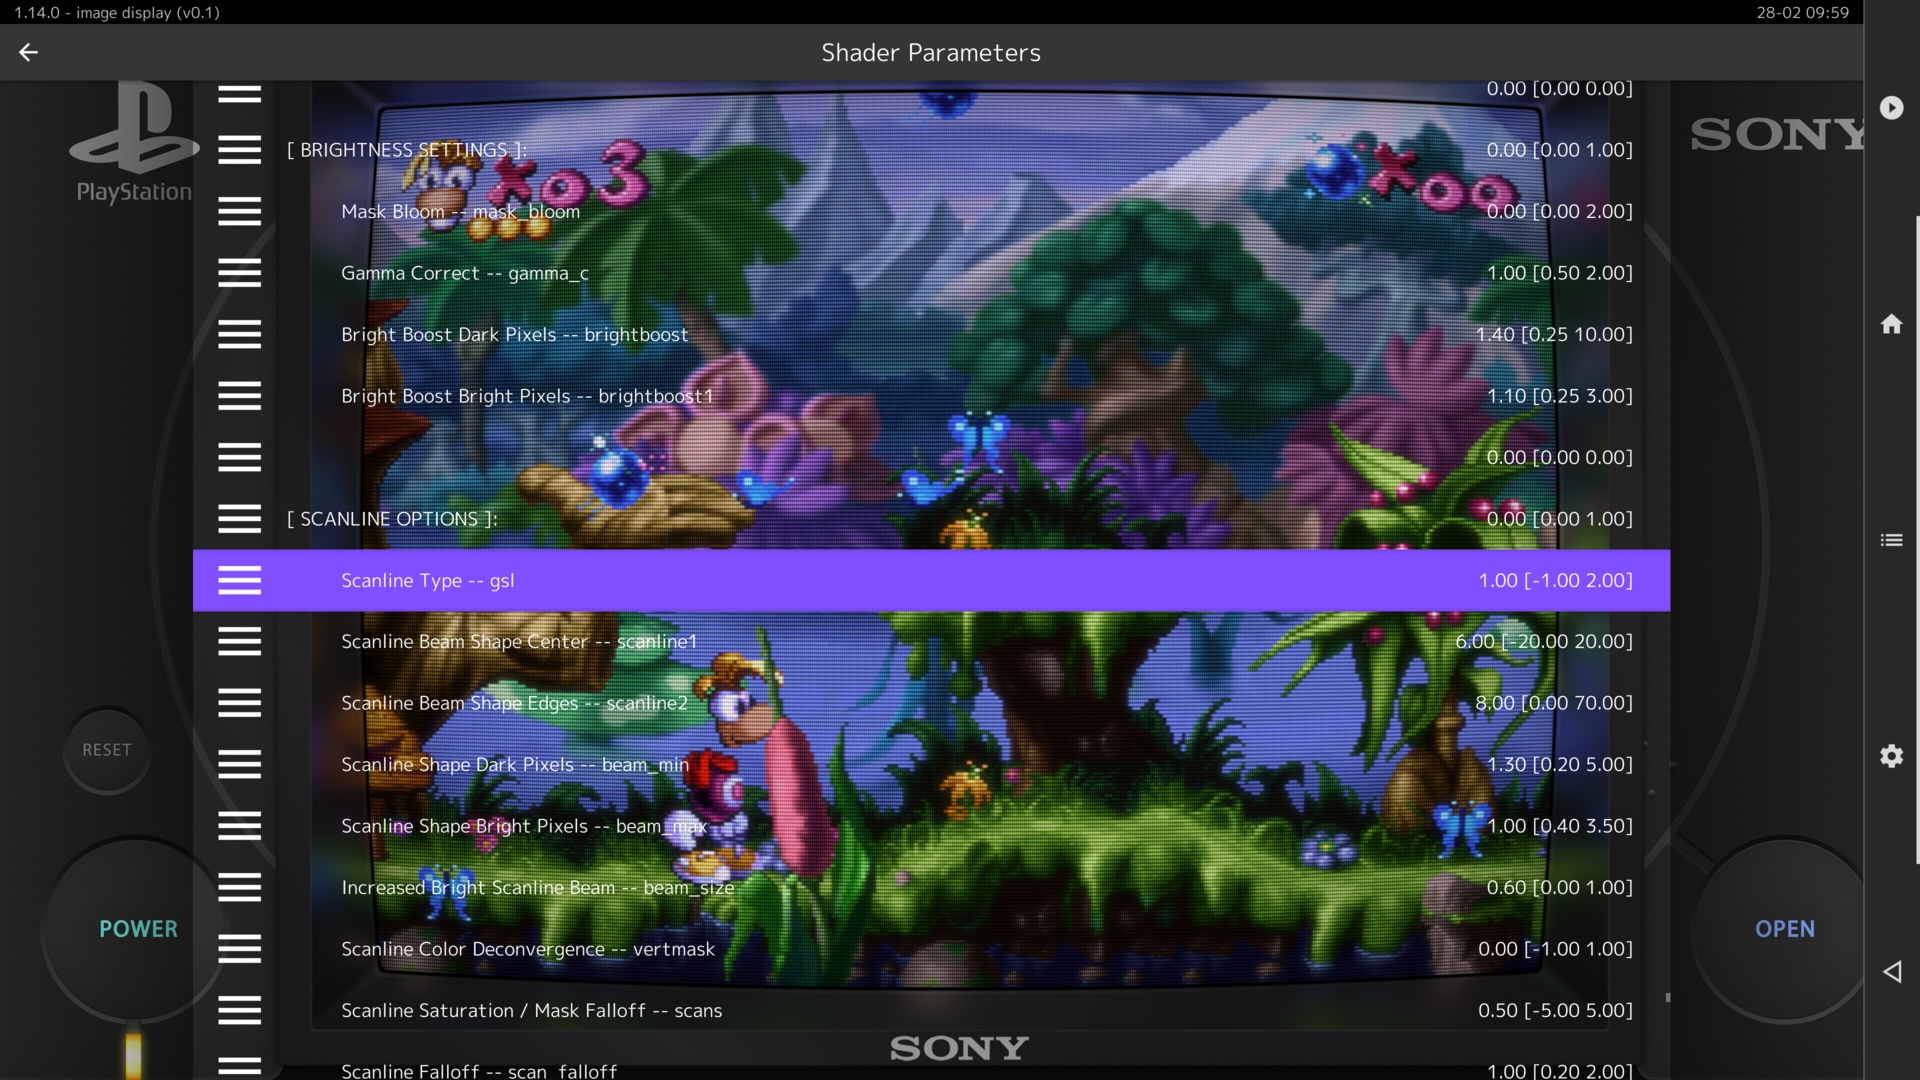 1.14.0 - image display (v0.1)
28-02 09:59
Shader Parameters
PlayStation
SONY
0.00 [0.00 0.00]
[ BRIGHTNESS SETTINGS ]: 0.00 [0.00 1.00]
xo3
xoo
Mask Bloom -- mask_bloom 0.00 [0.00 2.00]
Gamma Correct -- gamma_c 1.00 [0.50 2.00]
Bright Boost Dark Pixels -- brightboost 1.40 [0.25 10.00]
Bright Boost Bright Pixels -- brightboost1 1.10 [0.25 3.00]
0.00 [0.00 0.00]
[ SCANLINE OPTIONS ]: 0.00 [0.00 1.00]
Scanline Type -- gsl 1.00 [-1.00 2.00]
Scanline Beam Shape Center -- scanline1 6.00 [-20.00 20.00]
Scanline Beam Shape Edges -- scanline2 8.00 [0.00 70.00]
RESET
Scanline Shape Dark Pixels -- beam_min 1.30 [0.20 5.00]
Scanline Shape Bright Pixels -- beam_max 1.00 [0.40 3.50]
Increased Bright Scanline Beam -- beam_size 0.60 [0.00 1.00]
POWER
OPEN
Scanline Color Deconvergence -- vertmask 0.00 [-1.00 1.00]
Scanline Saturation / Mask Falloff -- scans 0.50 [-5.00 5.00]
SONY
Scanline Falloff -- scan_falloff 1.00 [0.20 2.00]